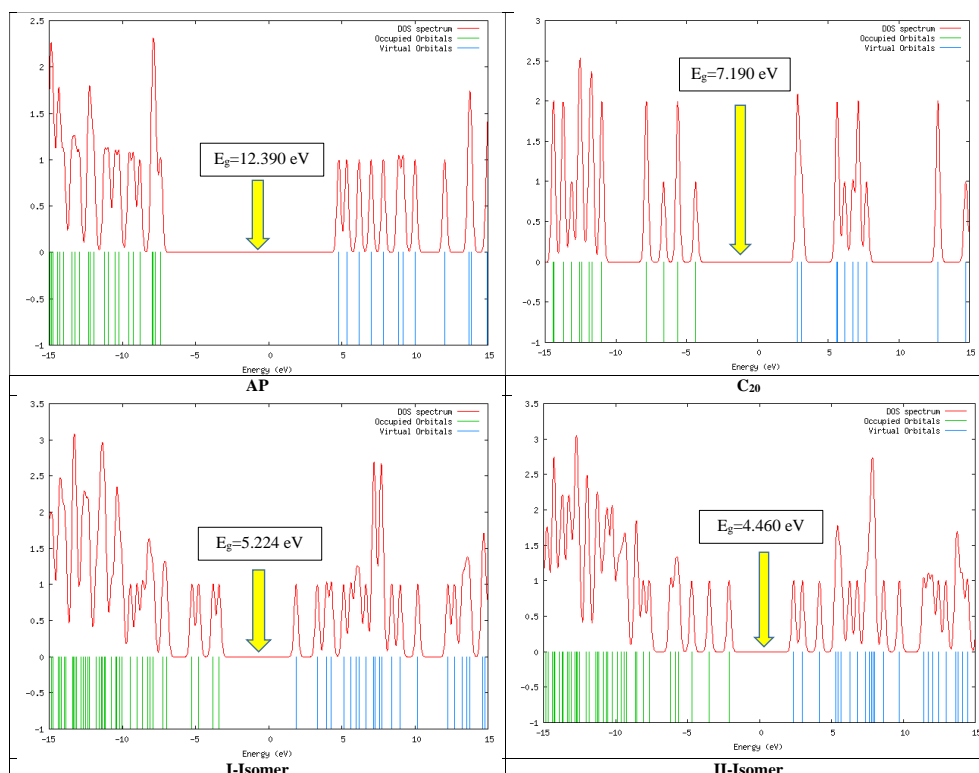 2.5
2
1.5
1
0.5
0
-0.5
-1
DOS spectrum
Occupied Orbitals
Virtual Orbitals
Eg=12.390 eV
-15 -10 -5 0 5 10 15
Energy (eV)
AP
3
2.5
2
1.5
1
0.5
0
-0.5
-1
DOS spectrum
Occupied Orbitals
Virtual Orbitals
Eg=7.190 eV
-15 -10 -5 0 5 10 15
Energy (eV)
C20
3.5
3
2.5
2
1.5
1
0.5
0
-0.5
-1
DOS spectrum
Occupied Orbitals
Virtual Orbitals
Eg=5.224 eV
-15 -10 -5 0 5 10 15
Energy (eV)
I-Isomer
3.5
3
2.5
2
1.5
1
0.5
0
-0.5
-1
DOS spectrum
Occupied Orbitals
Virtual Orbitals
Eg=4.460 eV
-15 -10 -5 0 5 10 15
Energy (eV)
II-Isomer